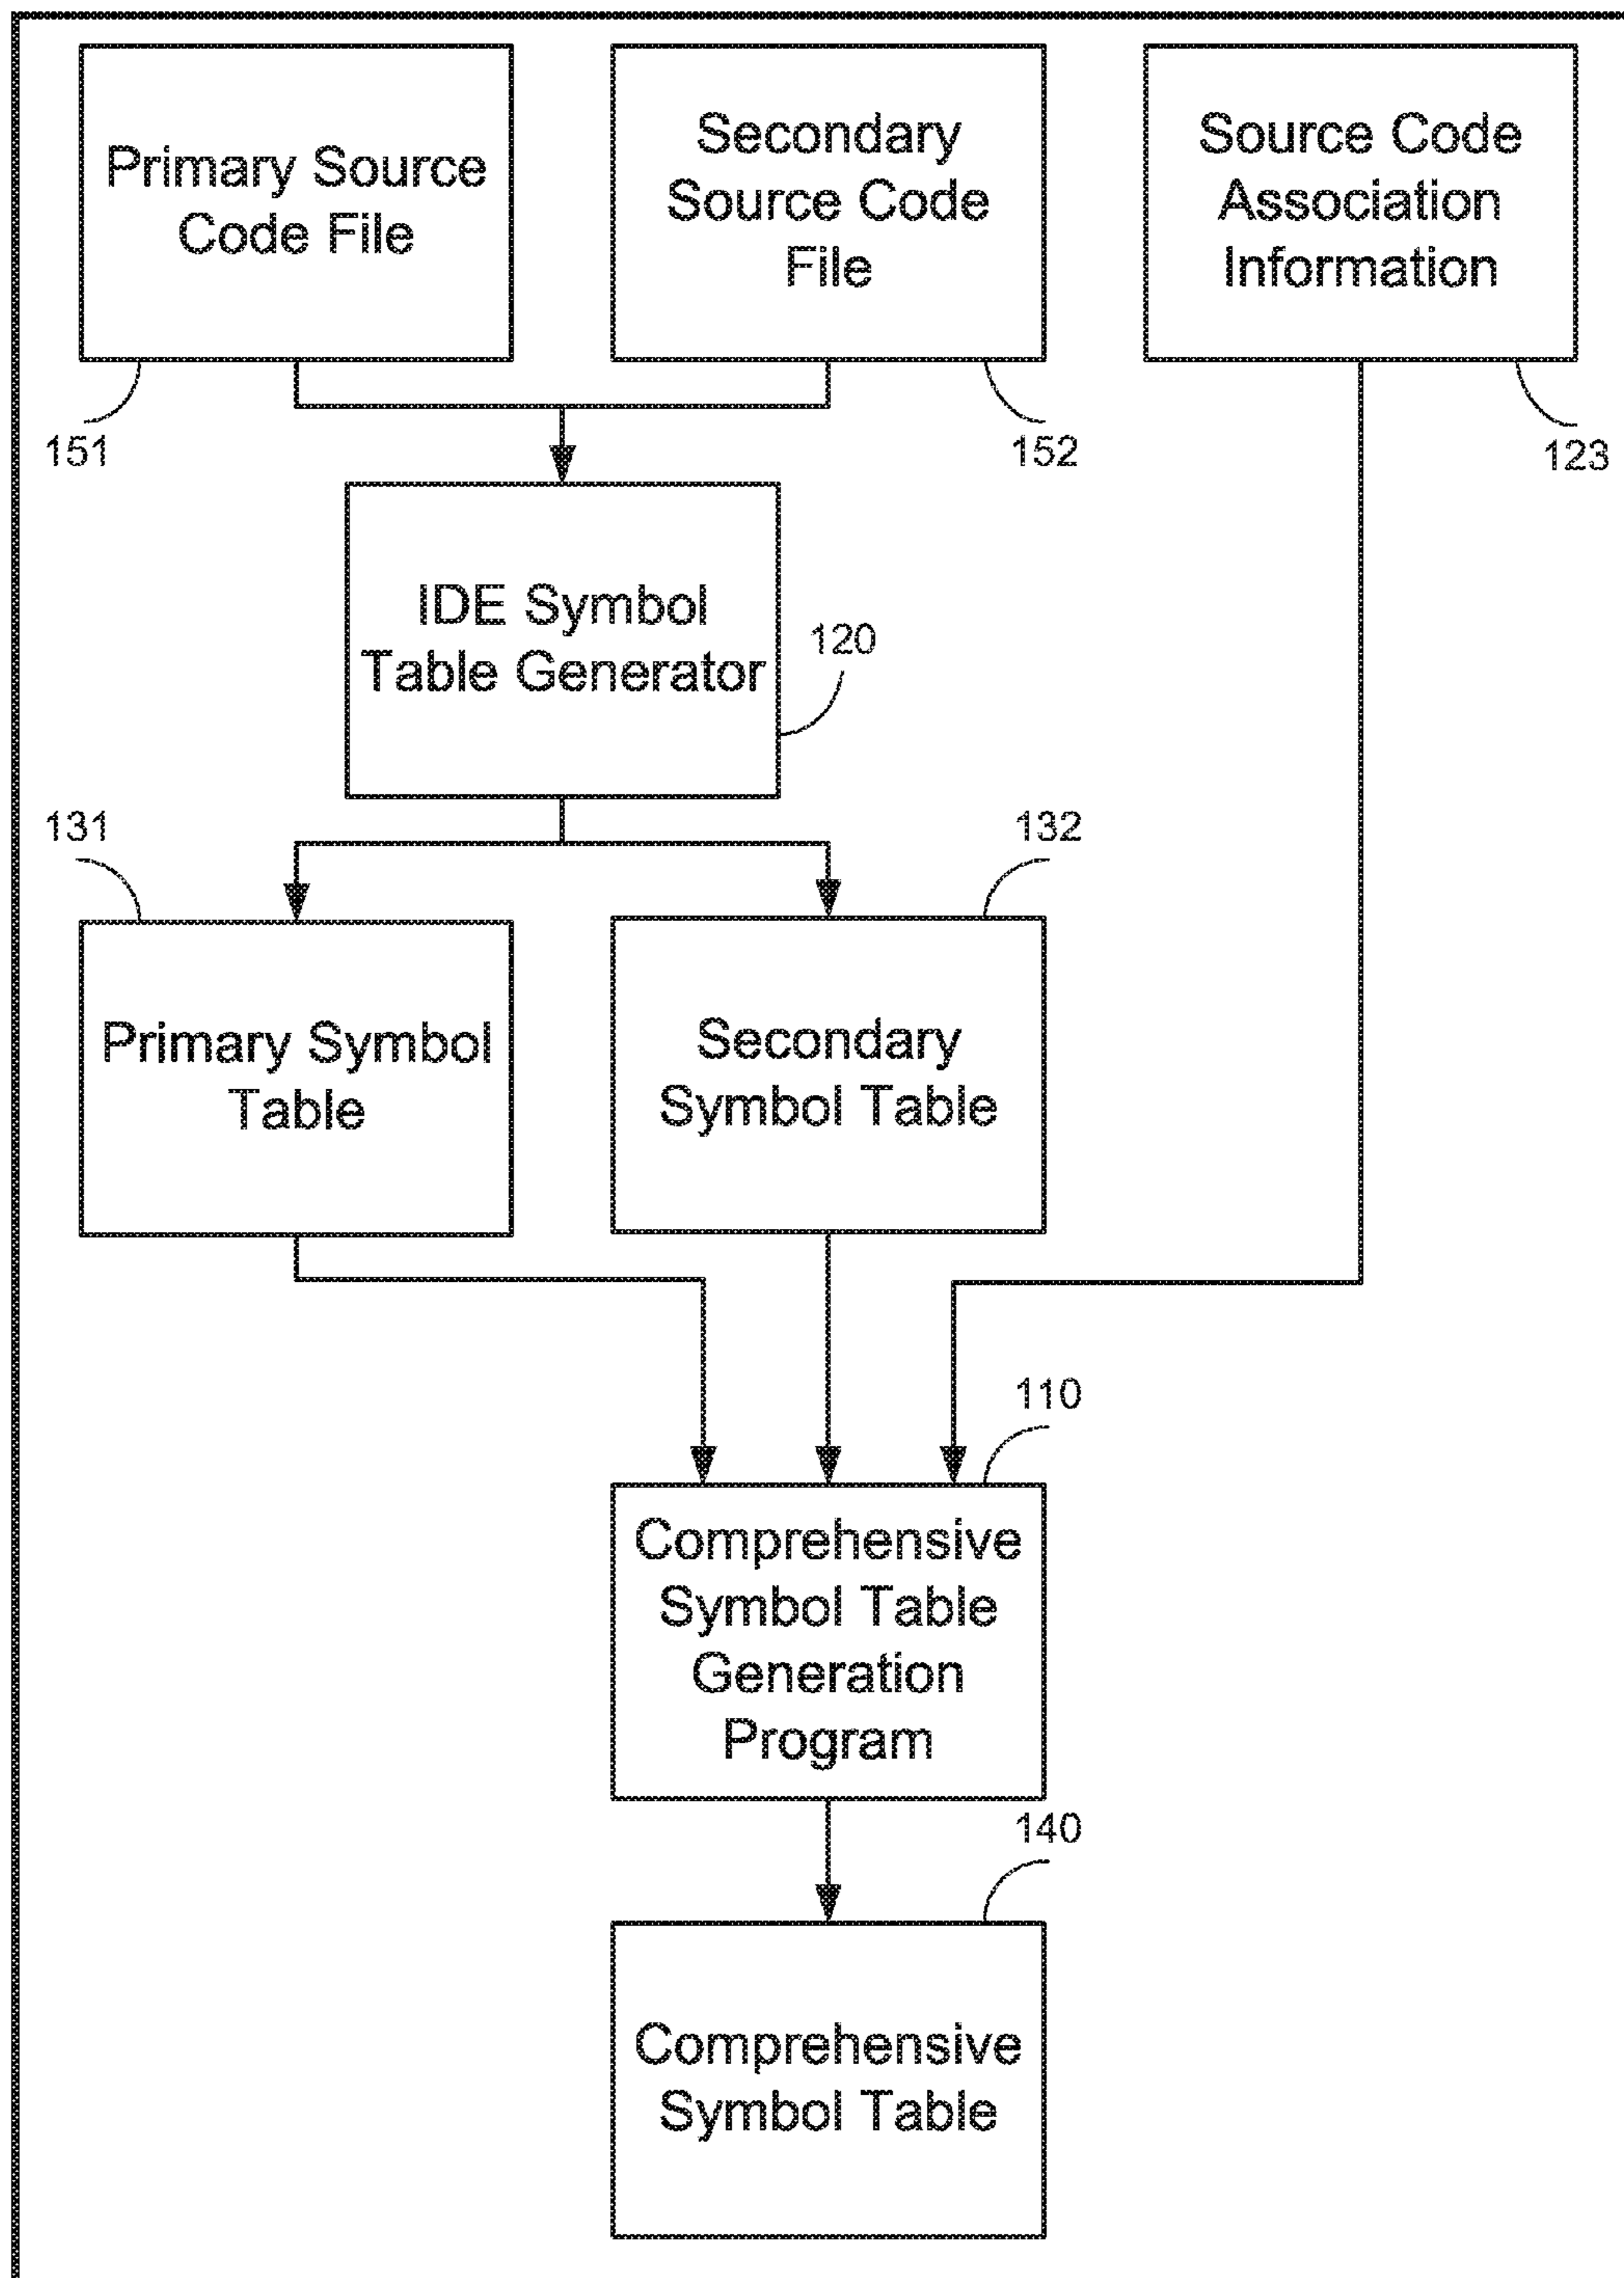 Primary Source
Code File
Secondary
Source Code
File
Source Code
Association
Information
151
152
123
IDE Symbol
Table Generator
120
131
132
Primary Symbol
Table
Secondary
Symbol Table
110
Comprehensive
Symbol Table
Generation
Program
140
Comprehensive
Symbol Table